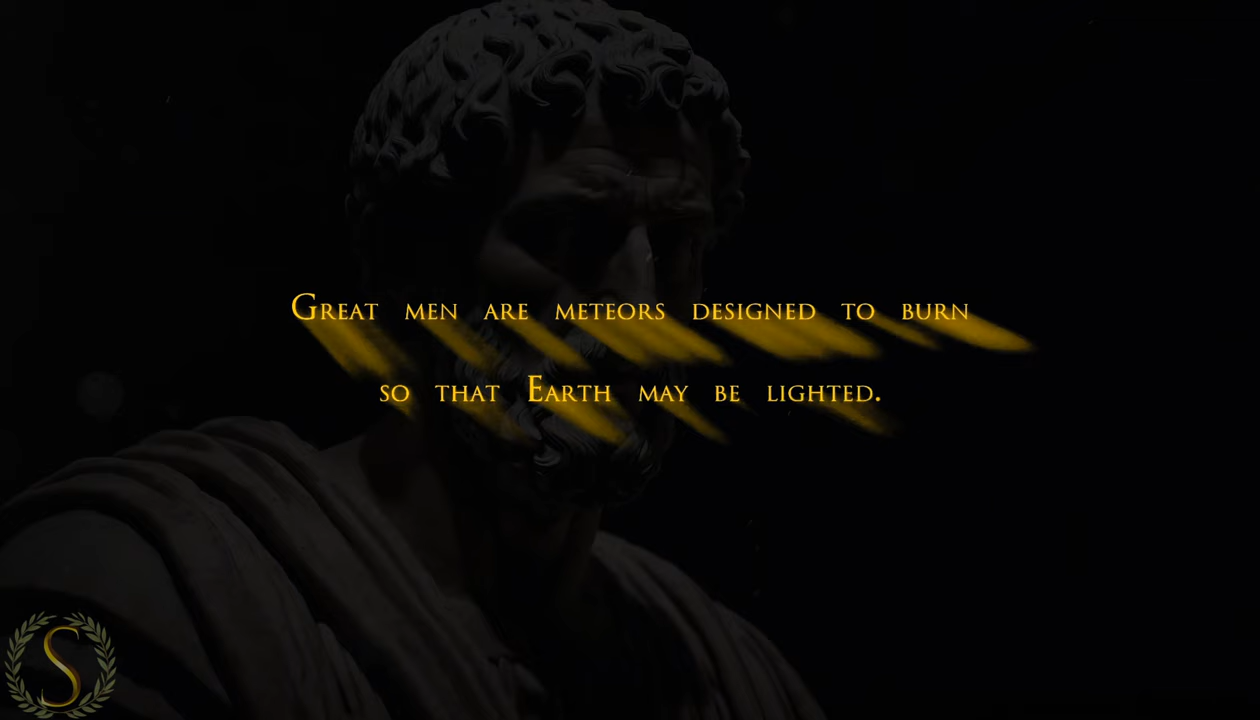 Great men are meteors designed to burn
so that Earth may be lighted.
S